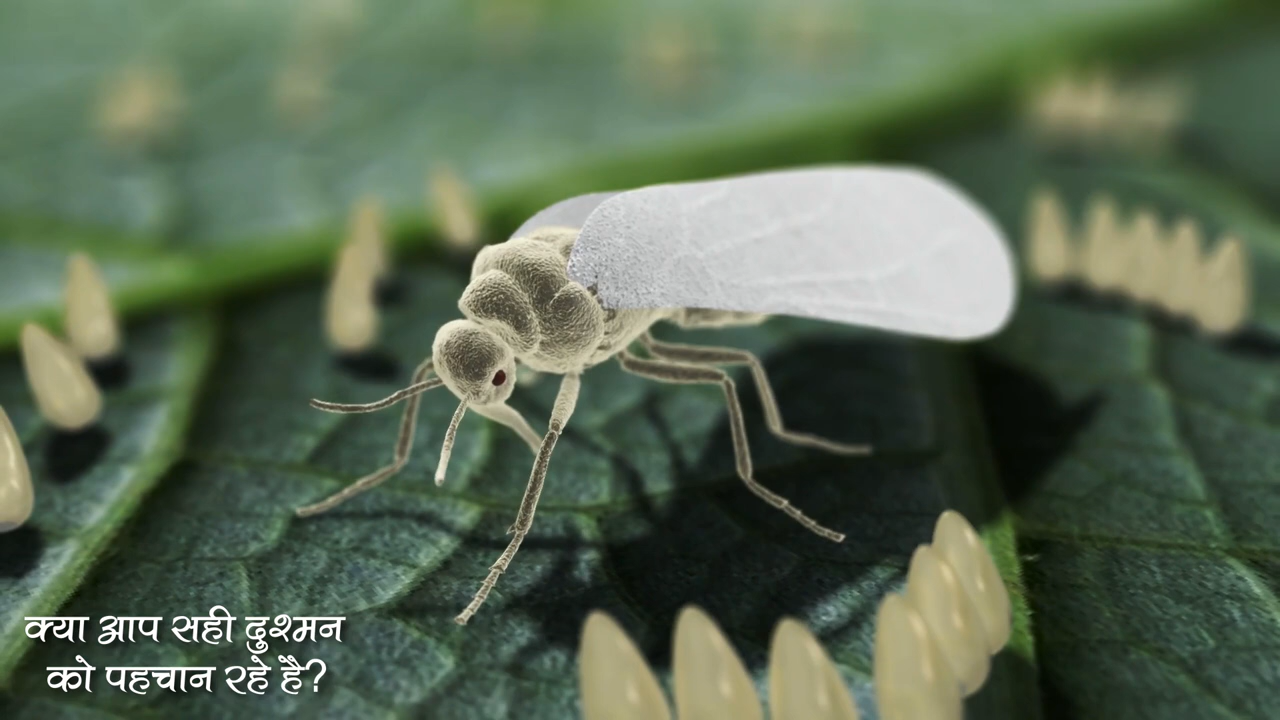 क्या आप सही दुश्मन
को पहचान रहे है?